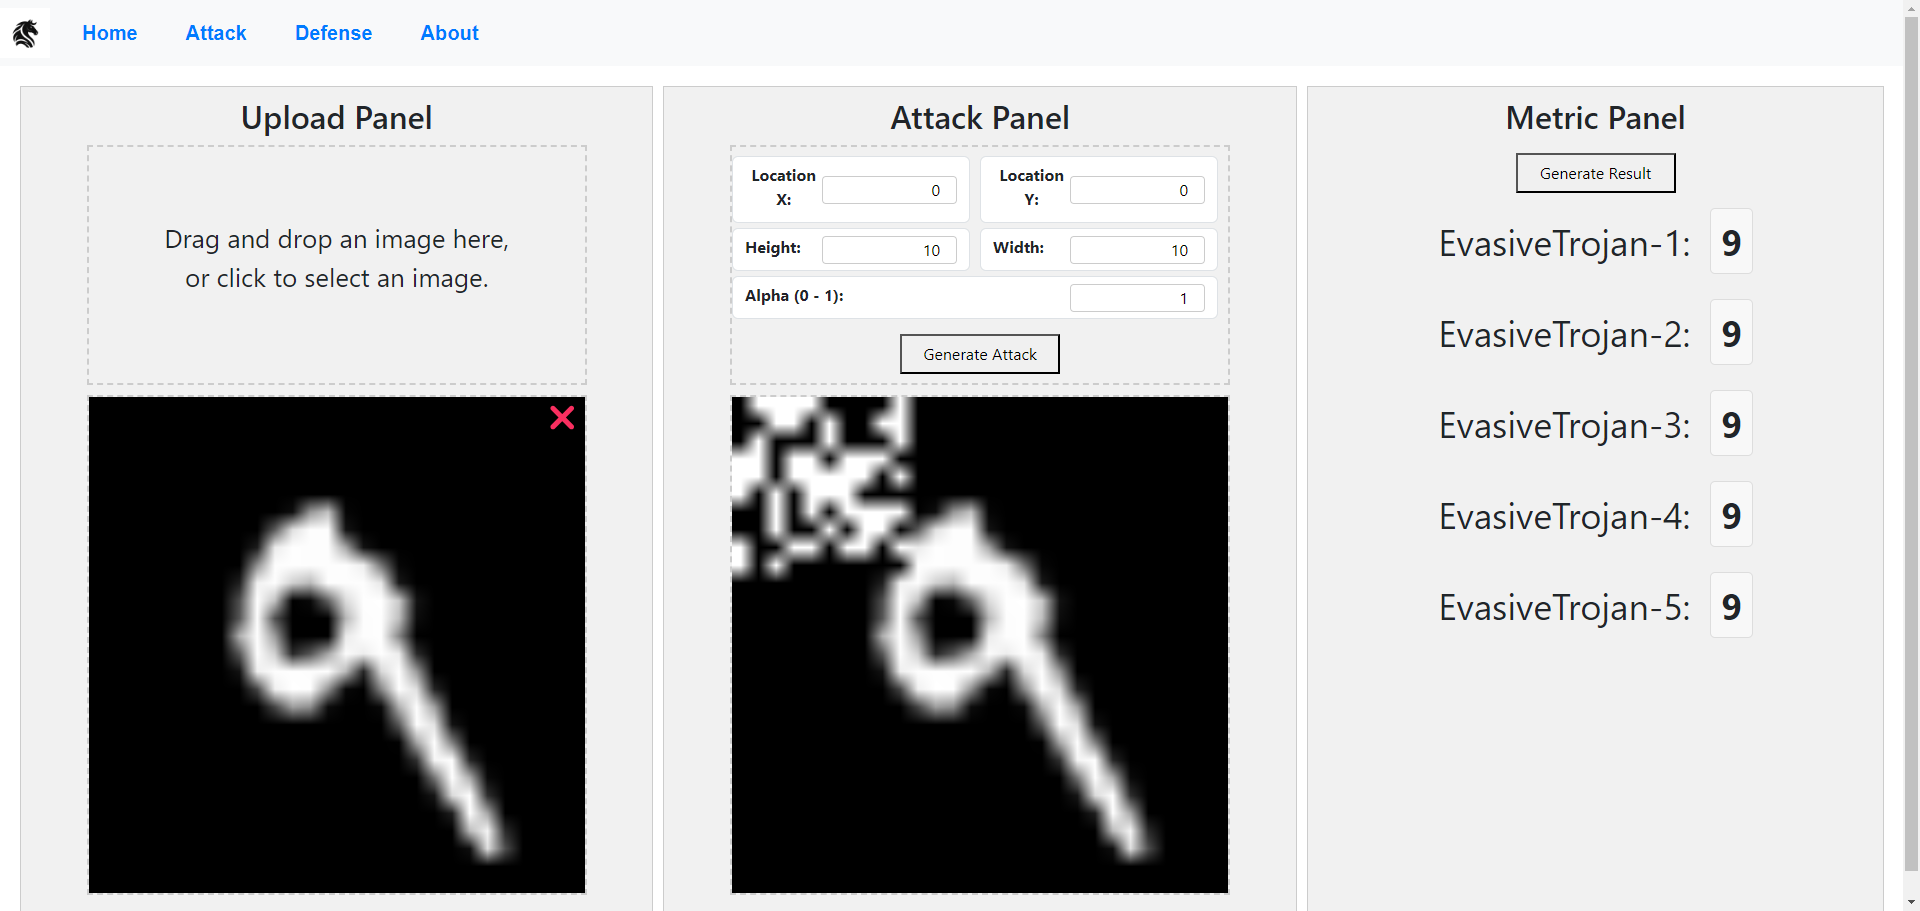 Home Attack Defense About
Upload Panel
Drag and drop an image here,
or click to select an image.
Attack Panel
Location X: 0
Location Y: 0
Height: 10
Width: 10
Alpha (0 - 1): 1
Generate Attack
Metric Panel
Generate Result
EvasiveTrojan-1: 9
EvasiveTrojan-2: 9
EvasiveTrojan-3: 9
EvasiveTrojan-4: 9
EvasiveTrojan-5: 9